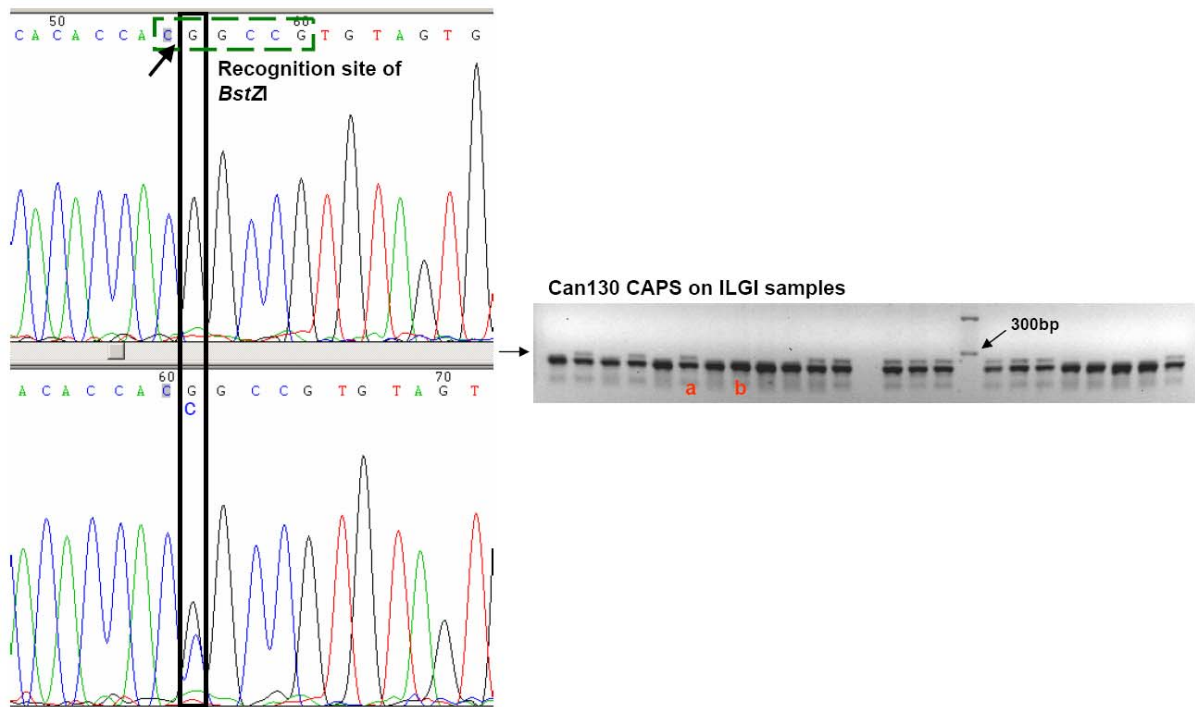 50 60
C A C A C C A C G G C C G T G T A G T G
Recognition site of
BstZI
60 70
A C A C C A C G G C C G T G T A G T
C
Can130 CAPS on ILGI samples
300bp
a b